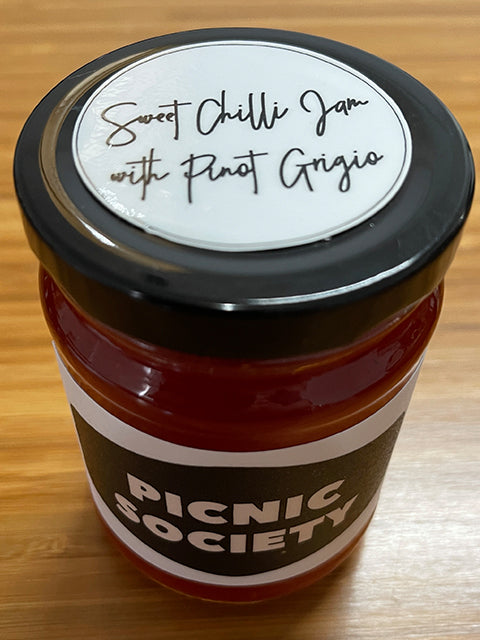 Sweet Chilli Jam
with Pinot Grigio
PICNIC
SOCIETY